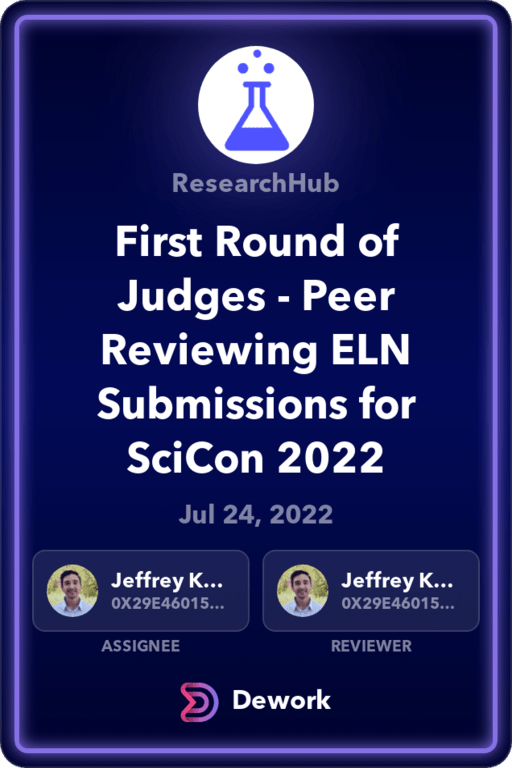 ResearchHub
First Round of
Judges - Peer
Reviewing ELN
Submissions for
SciCon 2022
Jul 24, 2022
Jeffrey K...
0X29E46015...
ASSIGNEE
Jeffrey K...
0X29E46015...
REVIEWER
Dework